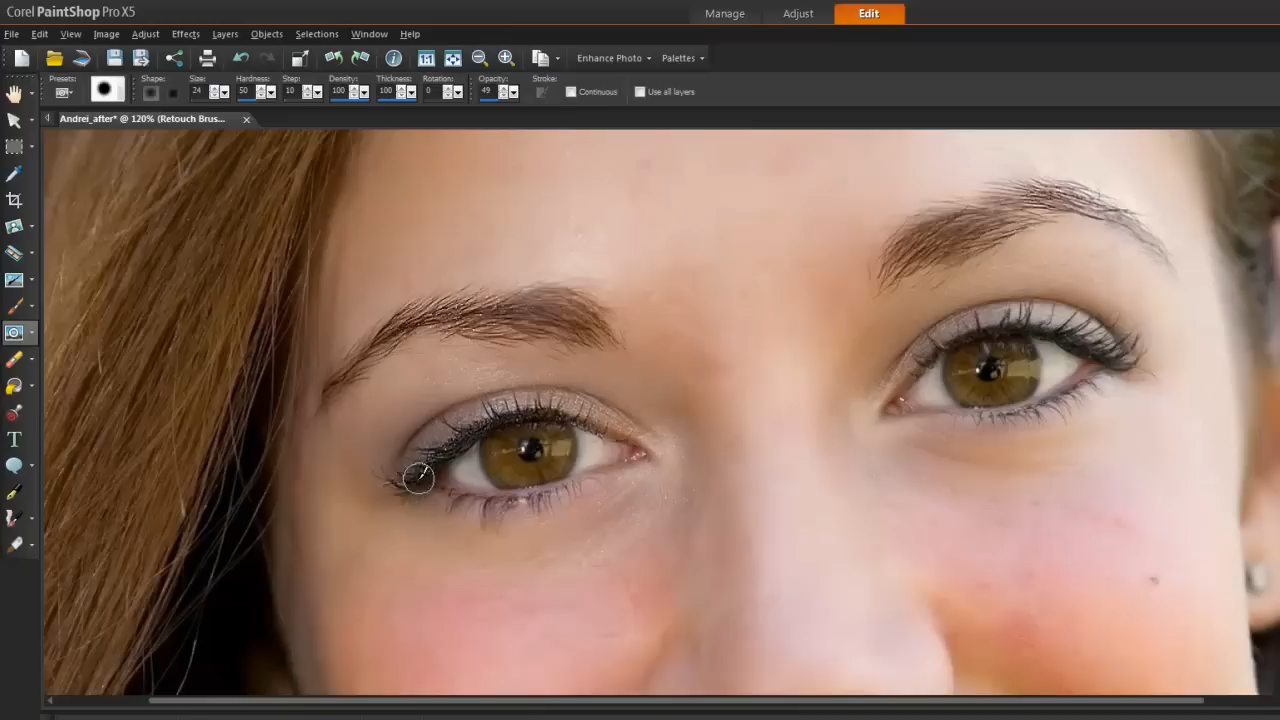 Corel PaintShop Pro X5
Manage Adjust Edit
File Edit View Image Adjust Effects Layers Objects Selections Window Help
1:1 Enhance Photo Palettes
Presets: Shape: Size: Hardness: Step: Density: Thickness: Rotation: Opacity: Stroke:
24 50 10 100 100 0 49 Continuous Use all layers
Andrei_after* @ 120% (Retouch Brus...
T